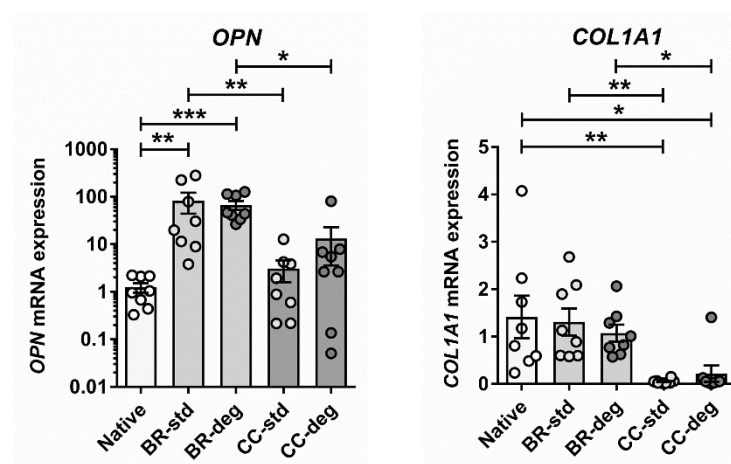 OPN
*
**
***
**
OPN mRNA expression
1000
100
10
1
0.1
0.01
Native
BR-std
BR-deg
CC-std
CC-deg
COL1A1
*
**
*
**
COL1A1 mRNA expression
5
4
3
2
1
0
Native
BR-std
BR-deg
CC-std
CC-deg